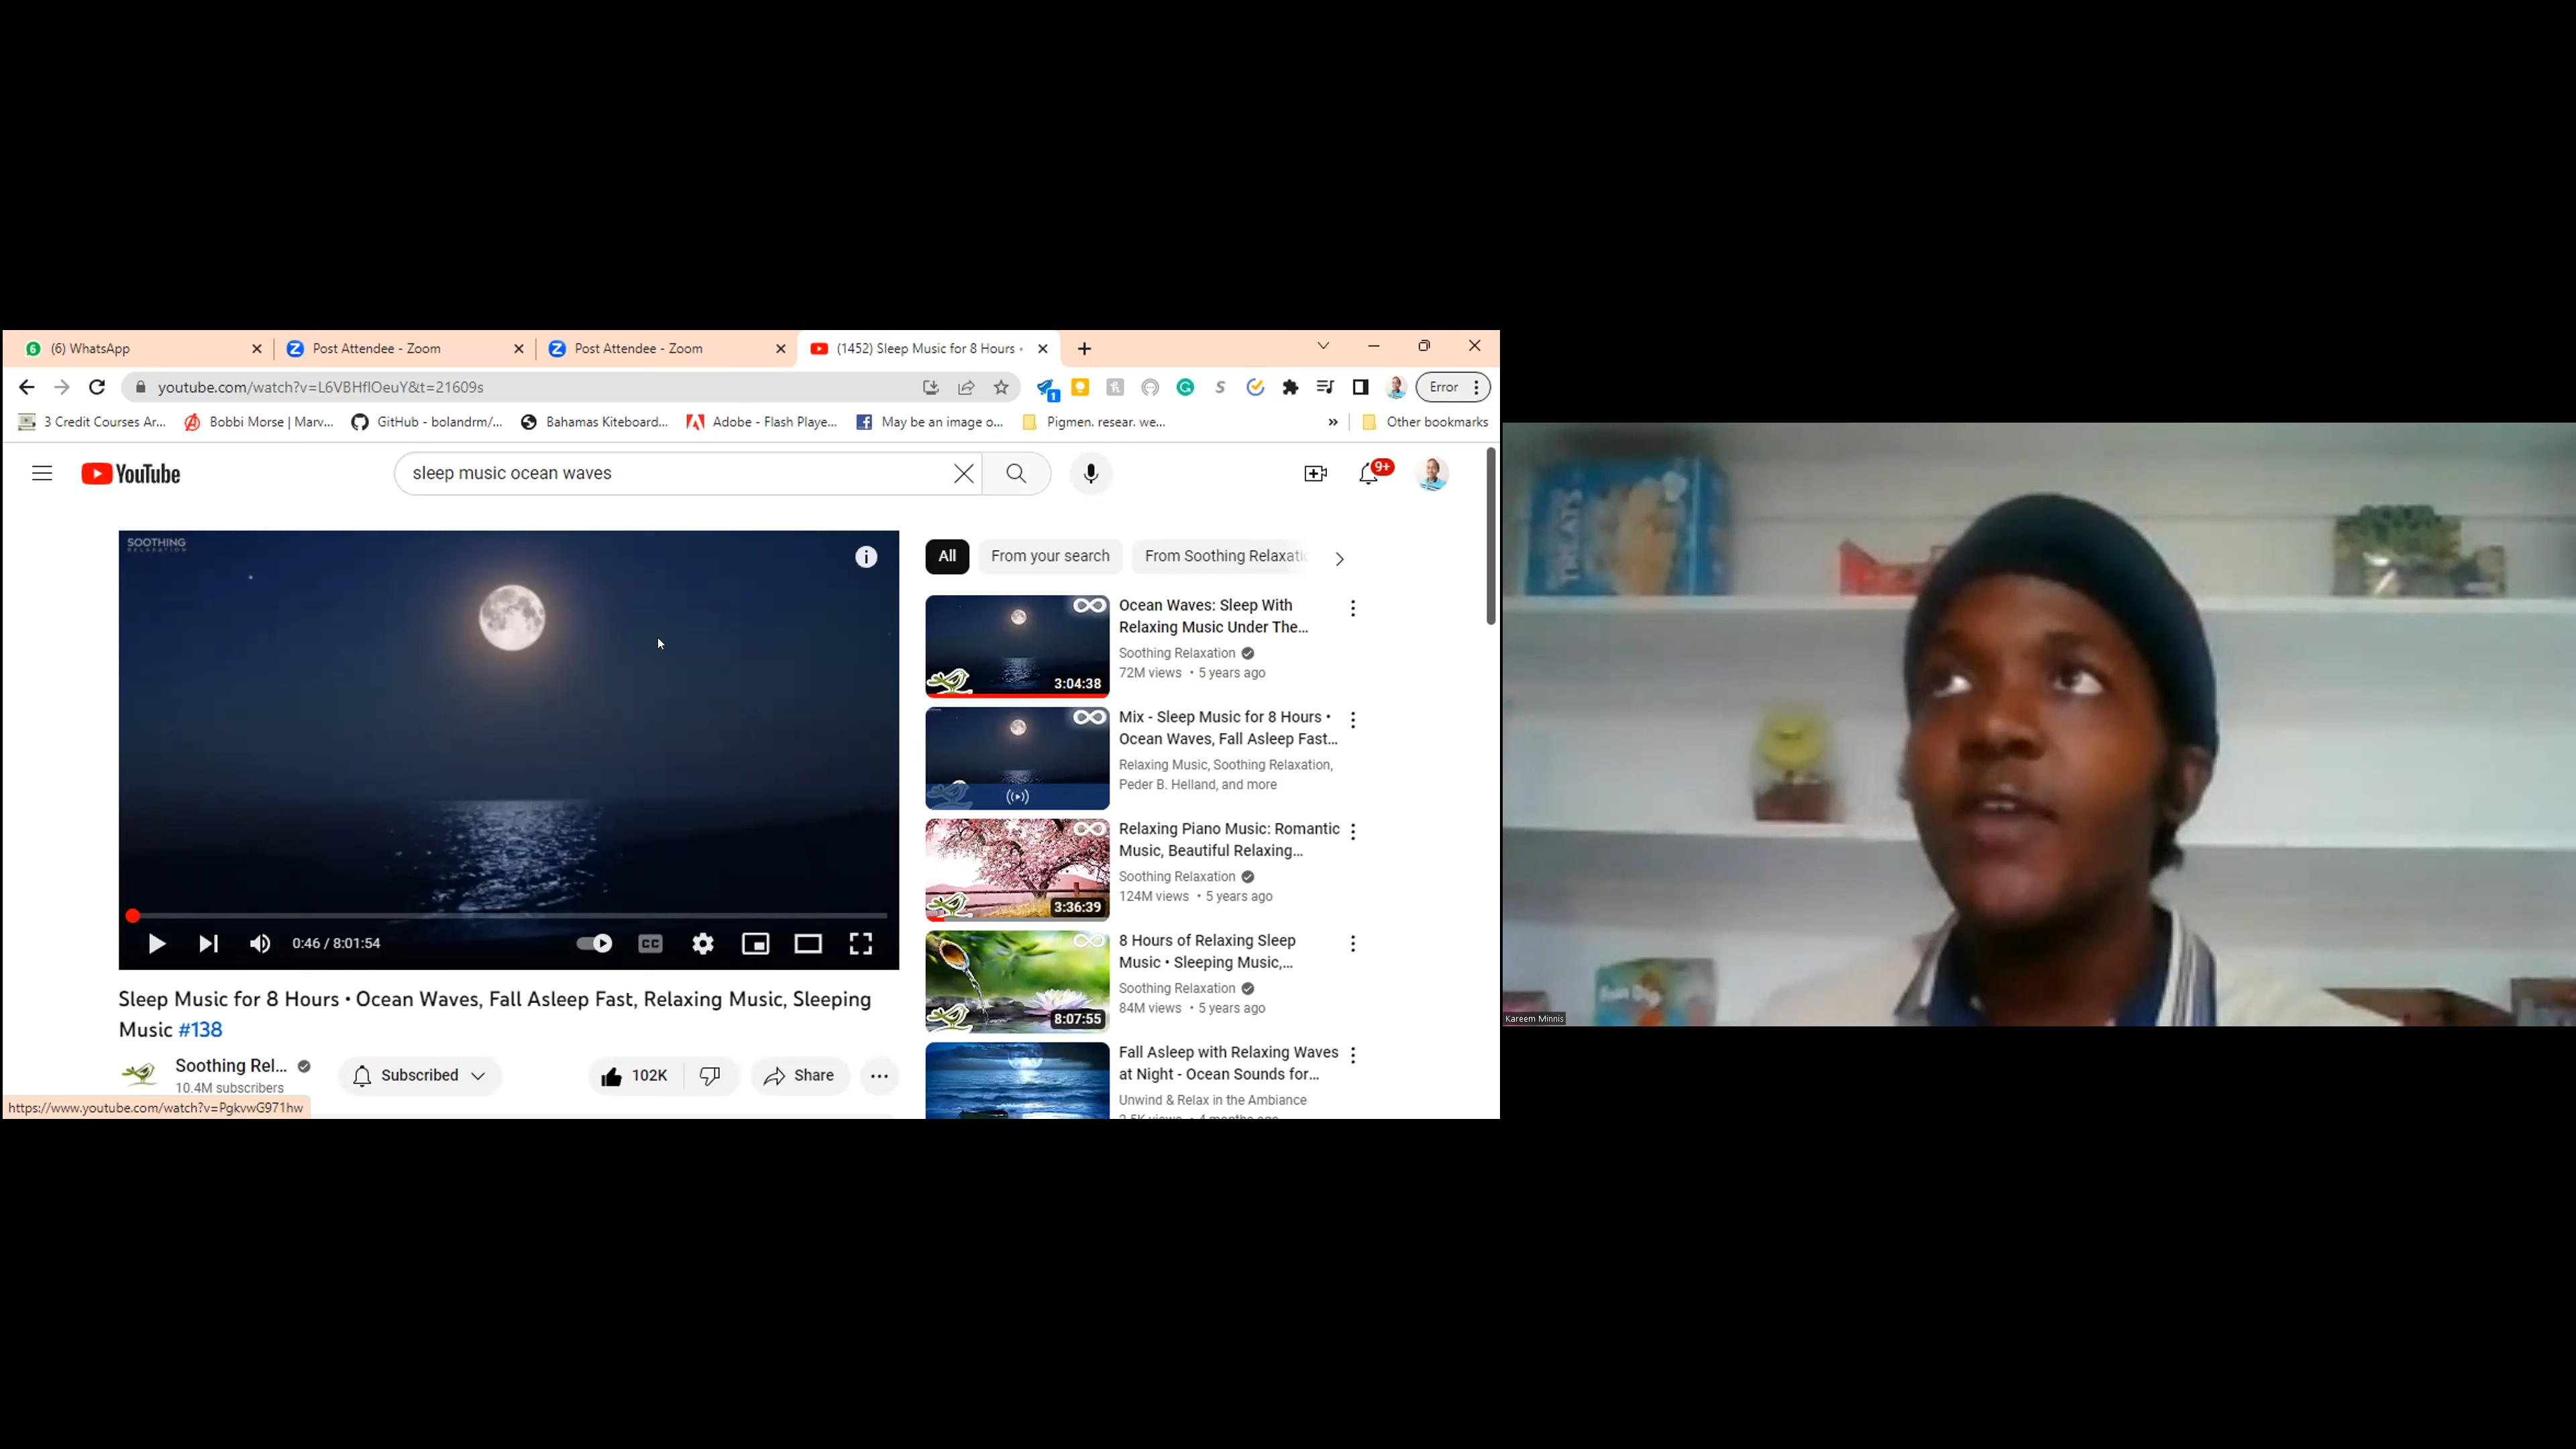 (6) WhatsApp
Post Attendee - Zoom
Post Attendee - Zoom
(1452) Sleep Music for 8 Hours •
youtube.com/watch?v=L6VBHflOeuY&t=21609s
1
Error
3 Credit Courses Ar...
Bobbi Morse | Marv...
GitHub - bolandrm/...
Bahamas Kiteboard...
Adobe - Flash Playe...
May be an image o...
Pigmen. resear. we...
»
Other bookmarks
YouTube
sleep music ocean waves
9+
SOOTHING
RELAXATION
All
From your search
From Soothing Relaxatic
Ocean Waves: Sleep With
Relaxing Music Under The...
Soothing Relaxation
72M views • 5 years ago
3:04:38
Mix - Sleep Music for 8 Hours •
Ocean Waves, Fall Asleep Fast...
Relaxing Music, Soothing Relaxation,
Peder B. Helland, and more
Relaxing Piano Music: Romantic
Music, Beautiful Relaxing...
Soothing Relaxation
124M views • 5 years ago
3:36:39
8 Hours of Relaxing Sleep
Music • Sleeping Music,...
Soothing Relaxation
84M views • 5 years ago
8:07:55
Fall Asleep with Relaxing Waves
at Night - Ocean Sounds for...
Unwind & Relax in the Ambiance
0:46 / 8:01:54
CC
Sleep Music for 8 Hours • Ocean Waves, Fall Asleep Fast, Relaxing Music, Sleeping
Music #138
Soothing Rel...
10.4M subscribers
Subscribed
102K
Share
https://www.youtube.com/watch?v=PgkvwG971hw
TREATS
Kareem Minnis